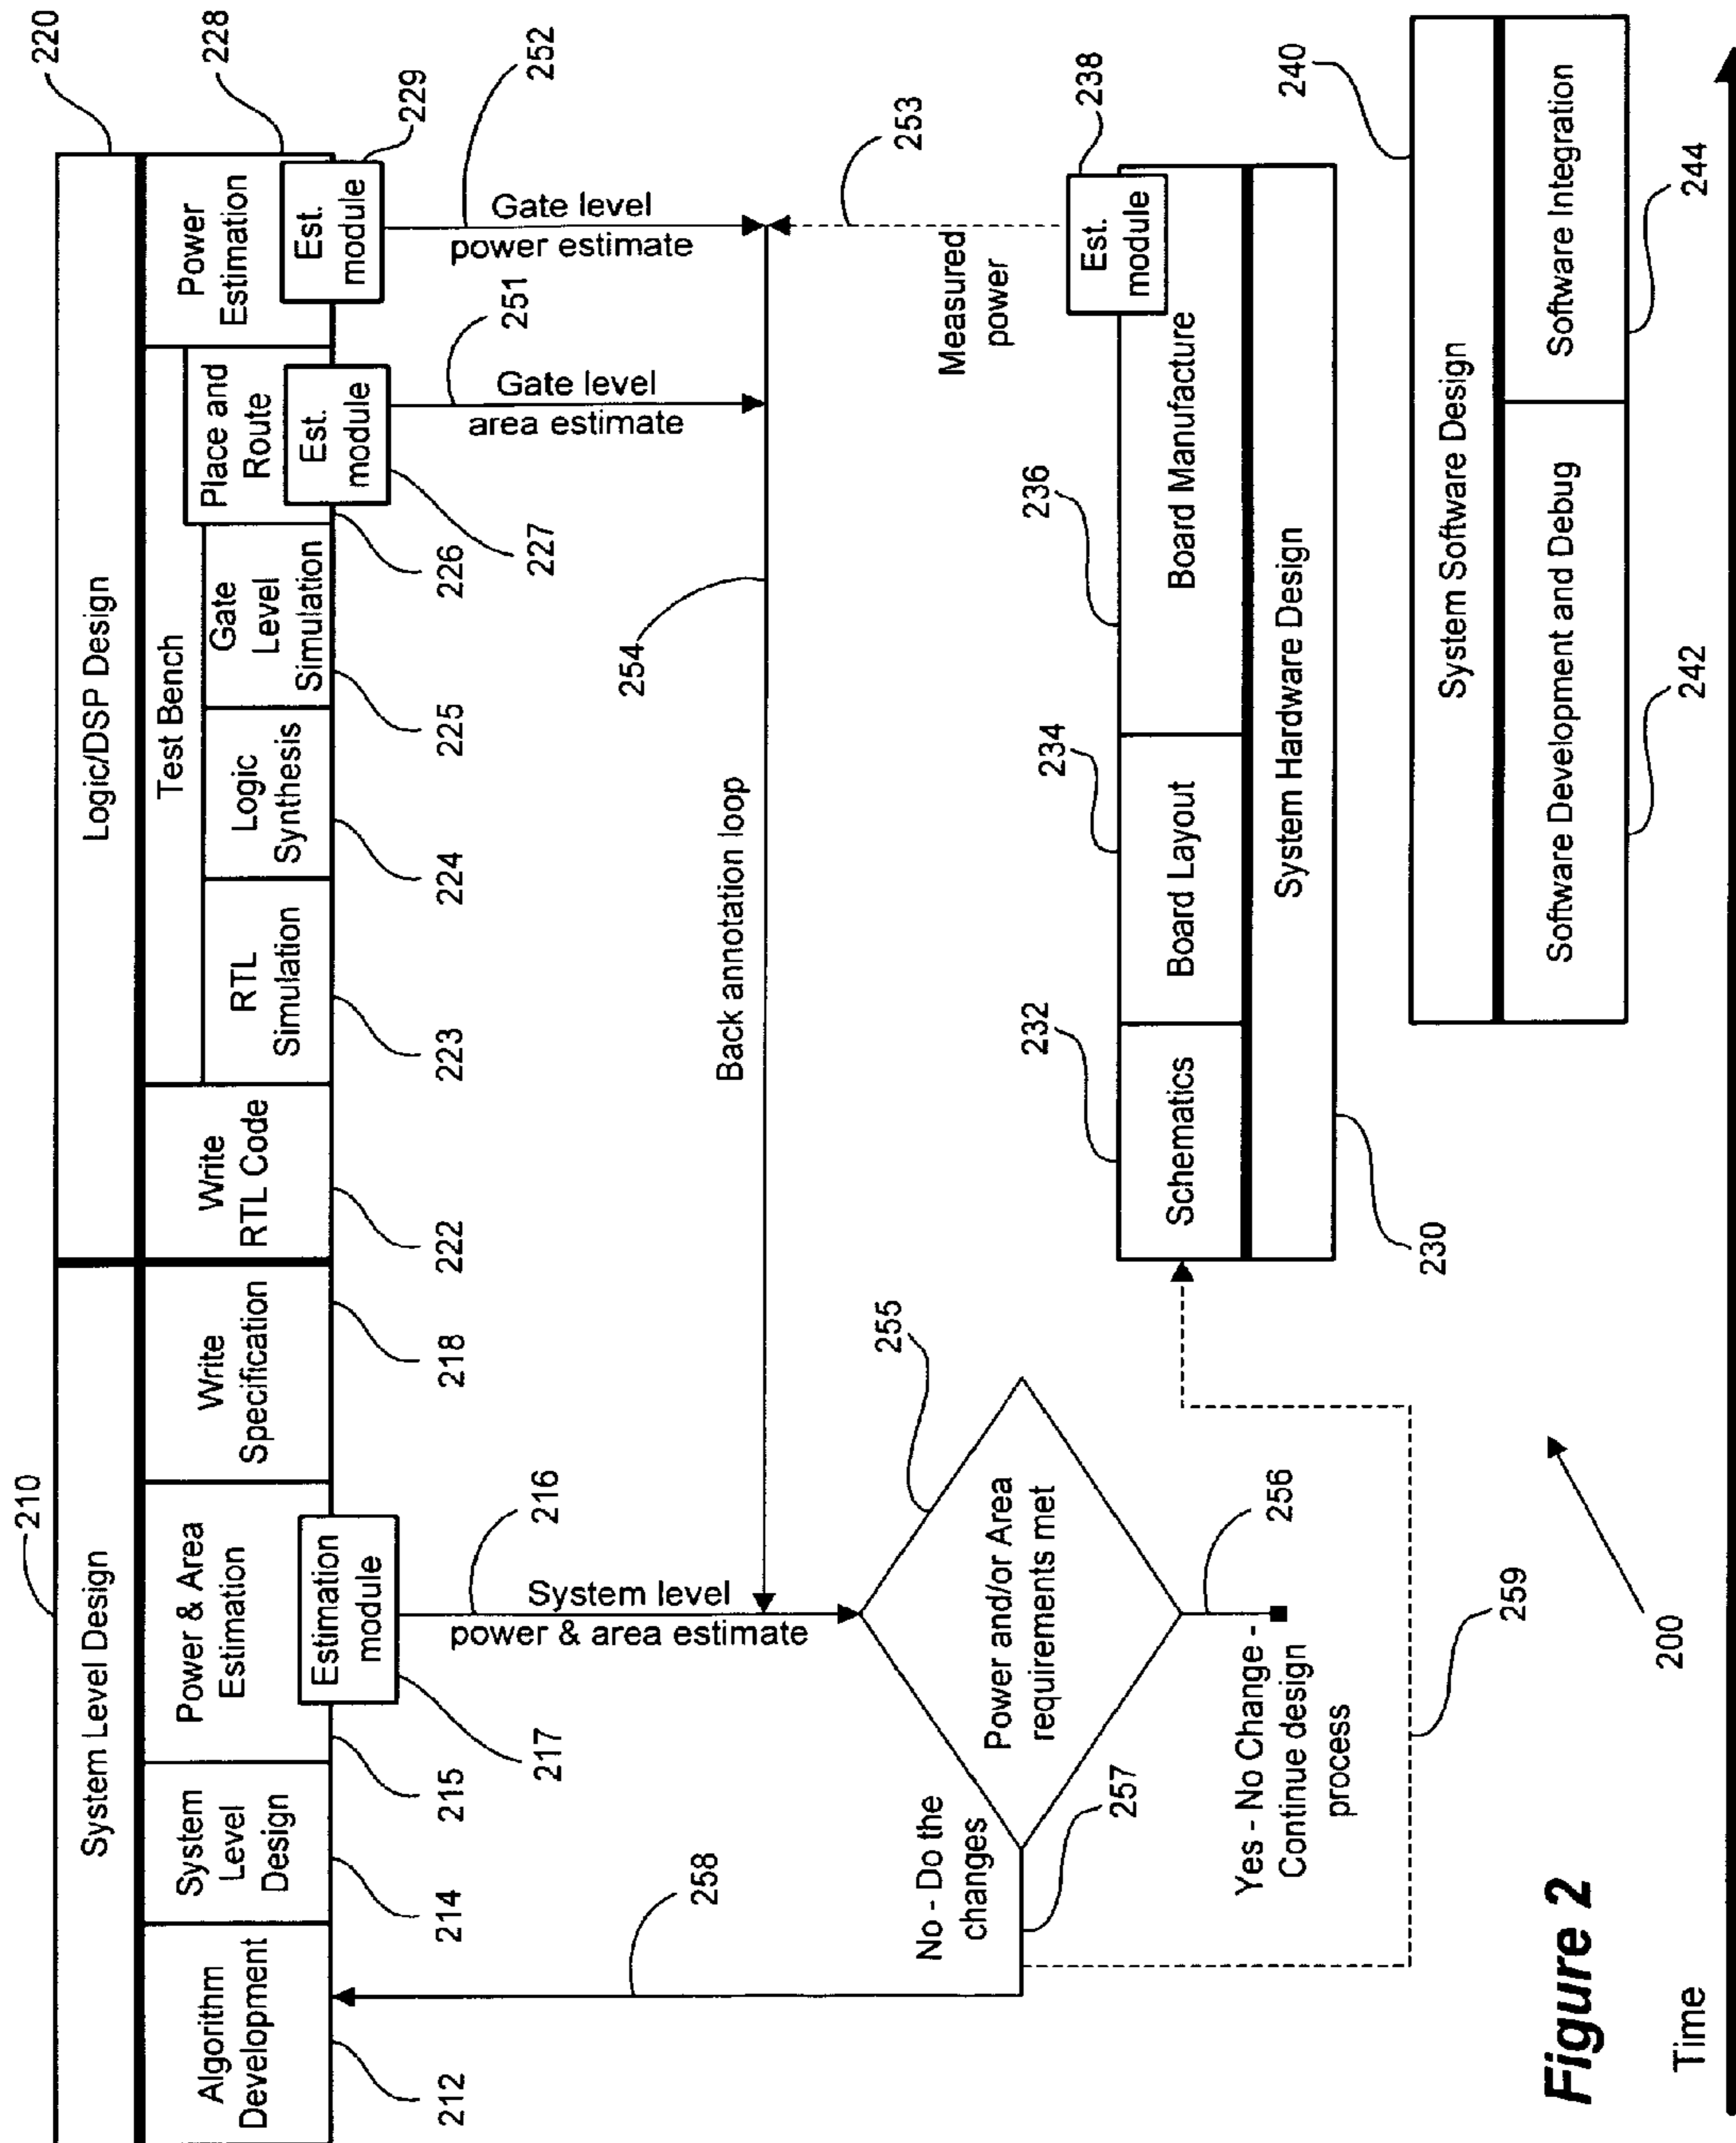 210
220
System Level Design
Logic/DSP Design
Algorithm
Development
System
Level
Design
Power & Area
Estimation
Estimation
module
Write
Specification
Write
RTL Code
Test Bench
RTL
Simulation
Logic
Synthesis
Gate
Level
Simulation
Place and
Route
Est.
module
Power
Estimation
Est.
module
228
229
212
214
215
217
218
222
223
224
225
226
227
216
System level
power & area estimate
251
Gate level
area estimate
252
Gate level
power estimate
258
Back annotation loop
254
253
Measured
power
No - Do the
changes
257
Power and/or Area
requirements met
255
256
Yes - No Change -
Continue design
process
259
232
234
236
238
Schematics
Board Layout
Board Manufacture
Est.
module
System Hardware Design
230
240
System Software Design
Software Development and Debug
Software Integration
242
244
200
Figure 2
Time